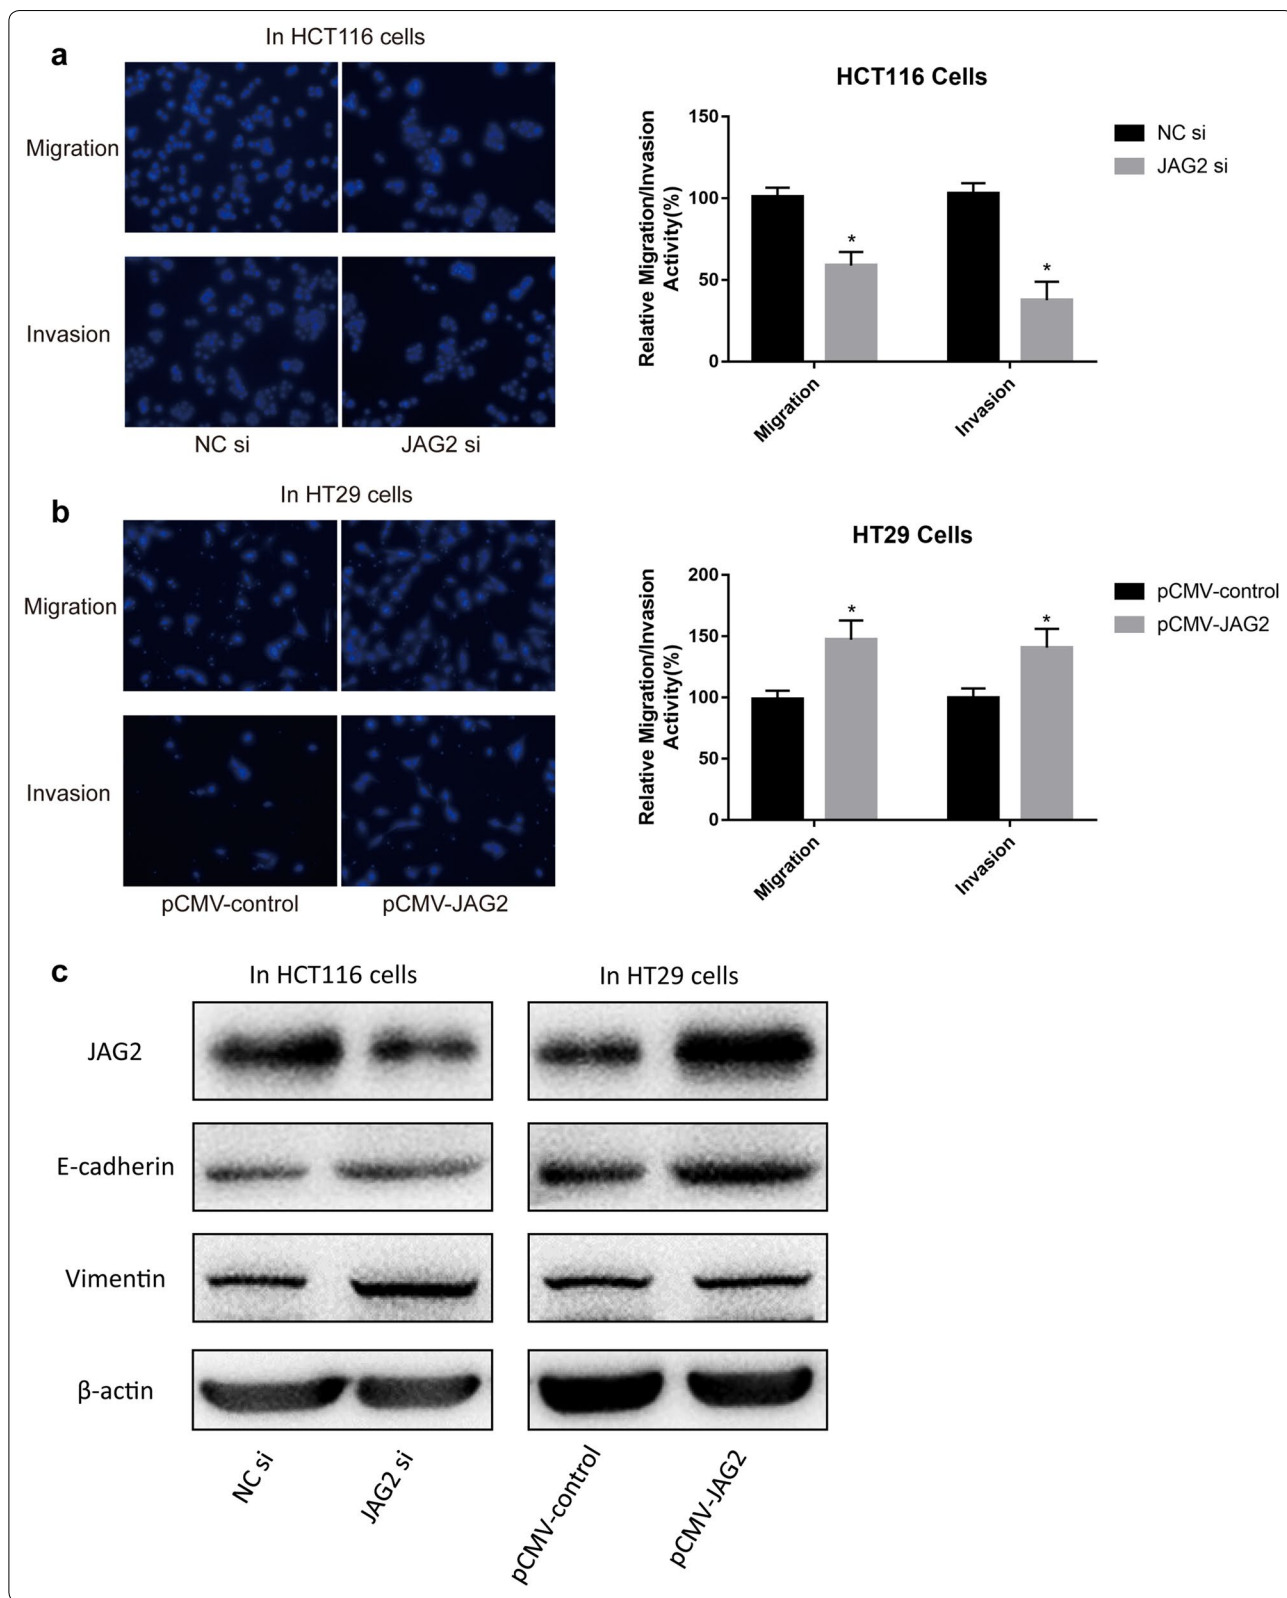 a
In HCT116 cells
Migration
Invasion
NC si
JAG2 si
HCT116 Cells
Relative Migration/Invasion
Activity(%)
150
100
50
0
*
*
Migration
Invasion
NC si
JAG2 si
b
In HT29 cells
Migration
Invasion
pCMV-control
pCMV-JAG2
HT29 Cells
Relative Migration/Invasion
Activity(%)
200
150
100
50
0
*
*
Migration
Invasion
pCMV-control
pCMV-JAG2
c
In HCT116 cells
In HT29 cells
JAG2
E-cadherin
Vimentin
β-actin
NC si
JAG2 si
pCMV-control
pCMV-JAG2